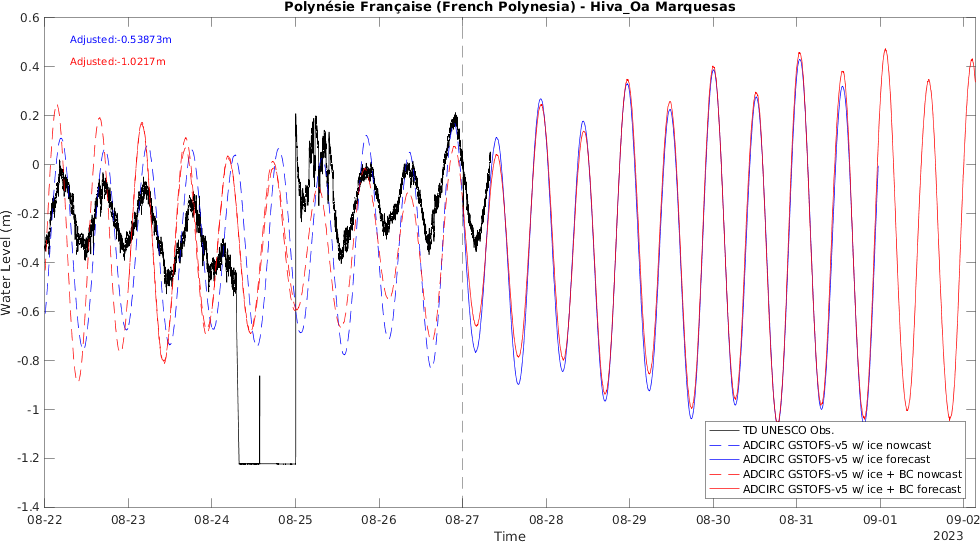 Polynésie Française (French Polynesia) - Hiva_Oa Marquesas
0.6
Adjusted:-0.53873m
0.4
Adjusted:-1.0217m
0.2
0
-0.2
-0.4
-0.6
-0.8
-1
-1.2
-1.4
Water Level (m)
TD UNESCO Obs.
ADCIRC GSTOFS-v5 w/ ice nowcast
ADCIRC GSTOFS-v5 w/ ice forecast
ADCIRC GSTOFS-v5 w/ ice + BC nowcast
ADCIRC GSTOFS-v5 w/ ice + BC forecast
08-22 08-23 08-24 08-25 08-26 08-27 08-28 08-29 08-30 08-31 09-01 09-02
Time
2023